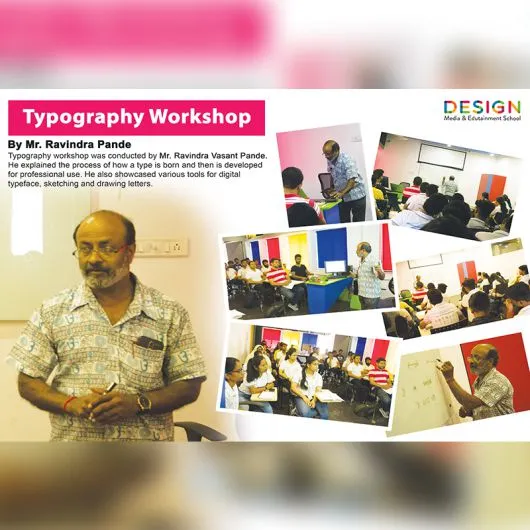 Typography Workshop
By Mr. Ravindra Pande
Typography workshop was conducted by Mr. Ravindra Vasant Pande.
He explained the process of how a type is born and then is developed
for professional use. He also showcased various tools for digital
typeface, sketching and drawing letters.
DESIGN
Media & Edutainment School